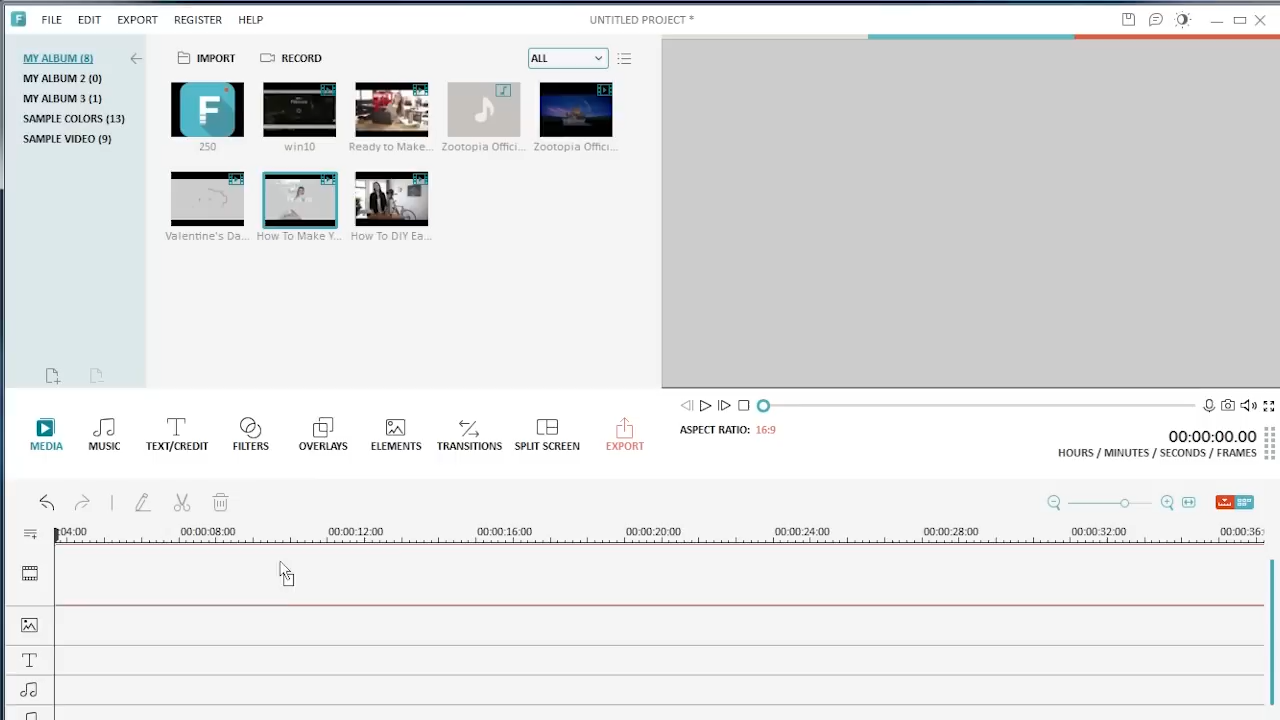 FILE EDIT EXPORT REGISTER HELP UNTITLED PROJECT *
MY ALBUM (8)
MY ALBUM 2 (0)
MY ALBUM 3 (1)
SAMPLE COLORS (13)
SAMPLE VIDEO (9)
IMPORT RECORD ALL
F
250 win10 Ready to Make... Zootopia Offici... Zootopia Offici...
Valentine's Da... How To Make Y... How To DIY Ea...
MEDIA MUSIC TEXT/CREDIT FILTERS OVERLAYS ELEMENTS TRANSITIONS SPLIT SCREEN EXPORT
ASPECT RATIO: 16:9
00:00:00.00
HOURS / MINUTES / SECONDS / FRAMES
:04:00 00:00:08:00 00:00:12:00 00:00:16:00 00:00:20:00 00:00:24:00 00:00:28:00 00:00:32:00 00:00:36: